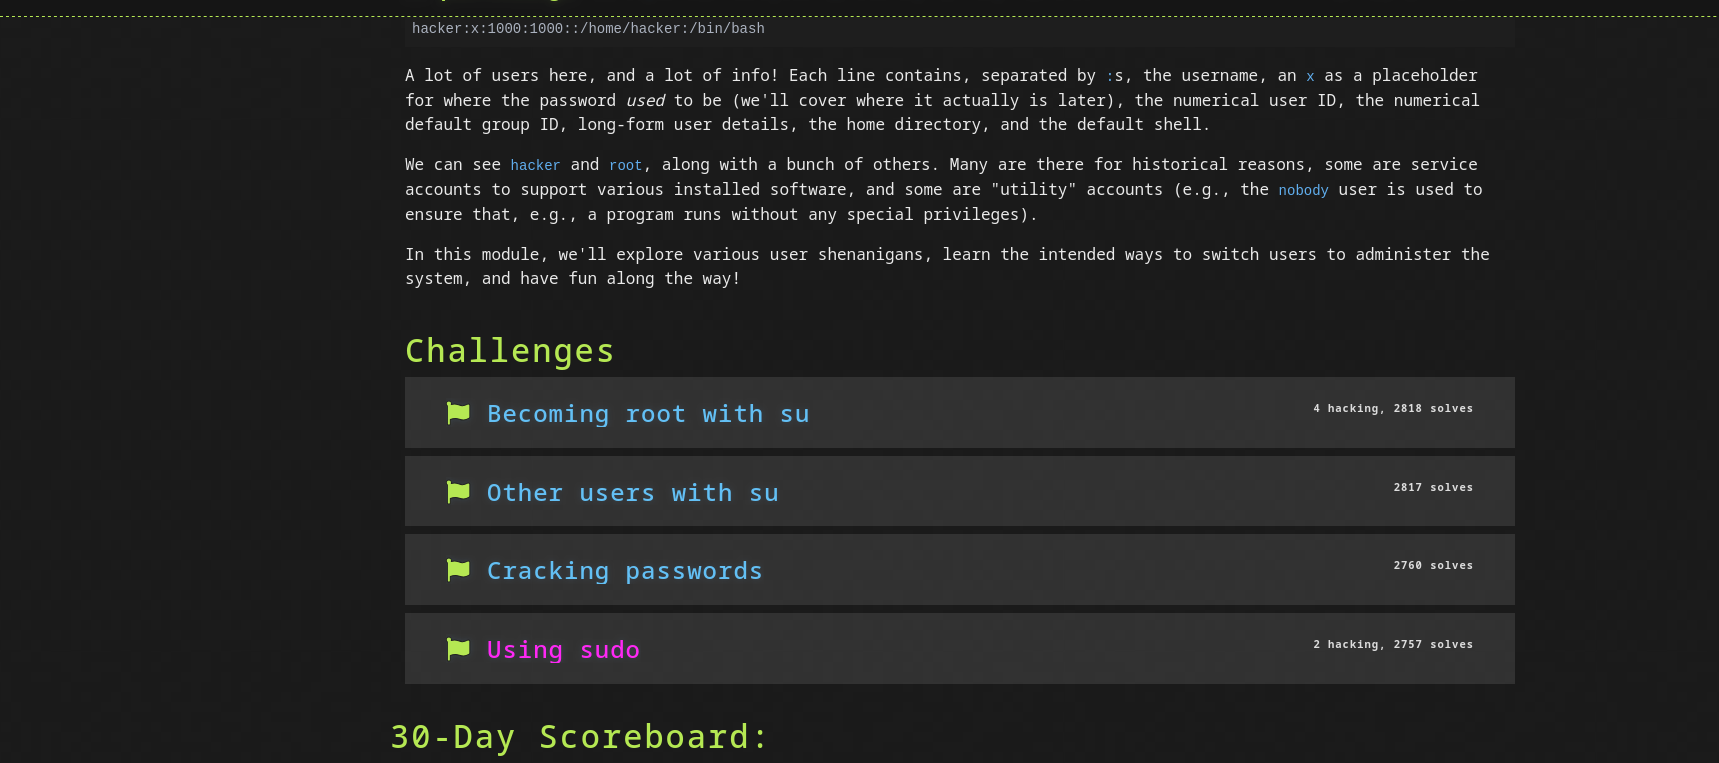 hacker:x:1000:1000::/home/hacker:/bin/bash
A lot of users here, and a lot of info! Each line contains, separated by :s, the username, an x as a placeholder
for where the password used to be (we'll cover where it actually is later), the numerical user ID, the numerical
default group ID, long-form user details, the home directory, and the default shell.
We can see hacker and root, along with a bunch of others. Many are there for historical reasons, some are service
accounts to support various installed software, and some are "utility" accounts (e.g., the nobody user is used to
ensure that, e.g., a program runs without any special privileges).
In this module, we'll explore various user shenanigans, learn the intended ways to switch users to administer the
system, and have fun along the way!
Challenges
Becoming root with su 4 hacking, 2818 solves
Other users with su 2817 solves
Cracking passwords 2760 solves
Using sudo 2 hacking, 2757 solves
30-Day Scoreboard: